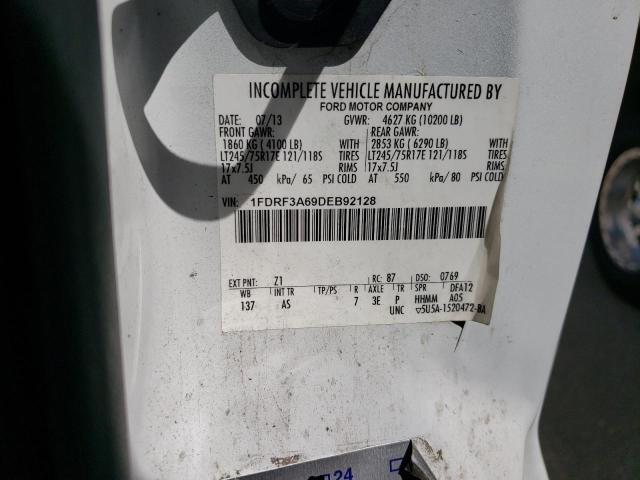 INCOMPLETE VEHICLE MANUFACTURED BY
FORD MOTOR COMPANY
DATE: 07/13 GVWR: 4627 KG (10200 LB)
FRONT GAWR: REAR GAWR:
1860 KG ( 4100 LB) WITH 2853 KG ( 6290 LB) WITH
LT245/75R17E 121/118S TIRES LT245/75R17E 121/118S TIRES
17x7.5J RIMS 17x7.5J RIMS
AT 450 kPa/ 65 PSI COLD AT 550 kPa/ 80 PSI COLD
VIN: 1FDRF3A69DEB92128
EXT PNT: Z1 RC: 87 DSO: 0769
WB INT TR TP/PS R AXLE TR SPR DFA12
137 AS 7 3E P HHMM A05
UNC ▽5U5A-1520472-BA
24